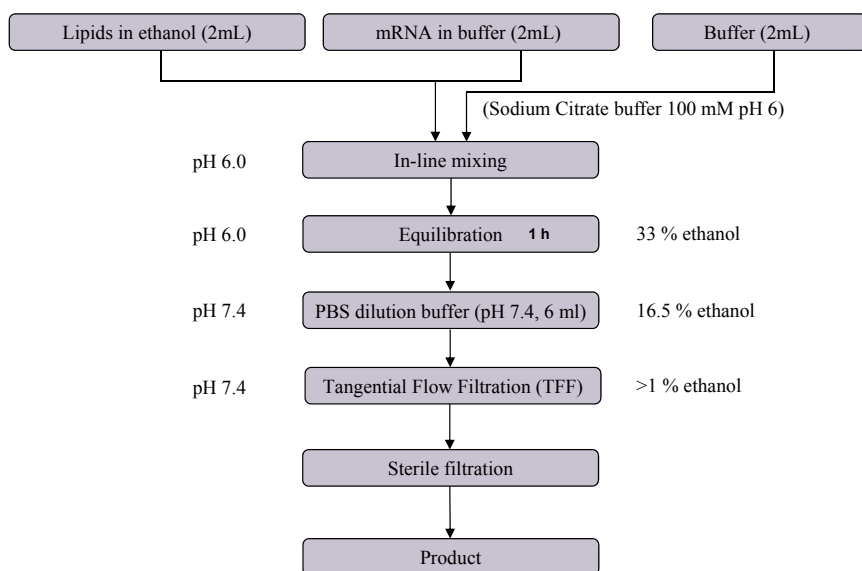 Lipids in ethanol (2mL)
mRNA in buffer (2mL)
Buffer (2mL)
(Sodium Citrate buffer 100 mM pH 6)
pH 6.0
In-line mixing
pH 6.0
Equilibration 1 h
33 % ethanol
pH 7.4
PBS dilution buffer (pH 7.4, 6 ml)
16.5 % ethanol
pH 7.4
Tangential Flow Filtration (TFF)
>1 % ethanol
Sterile filtration
Product